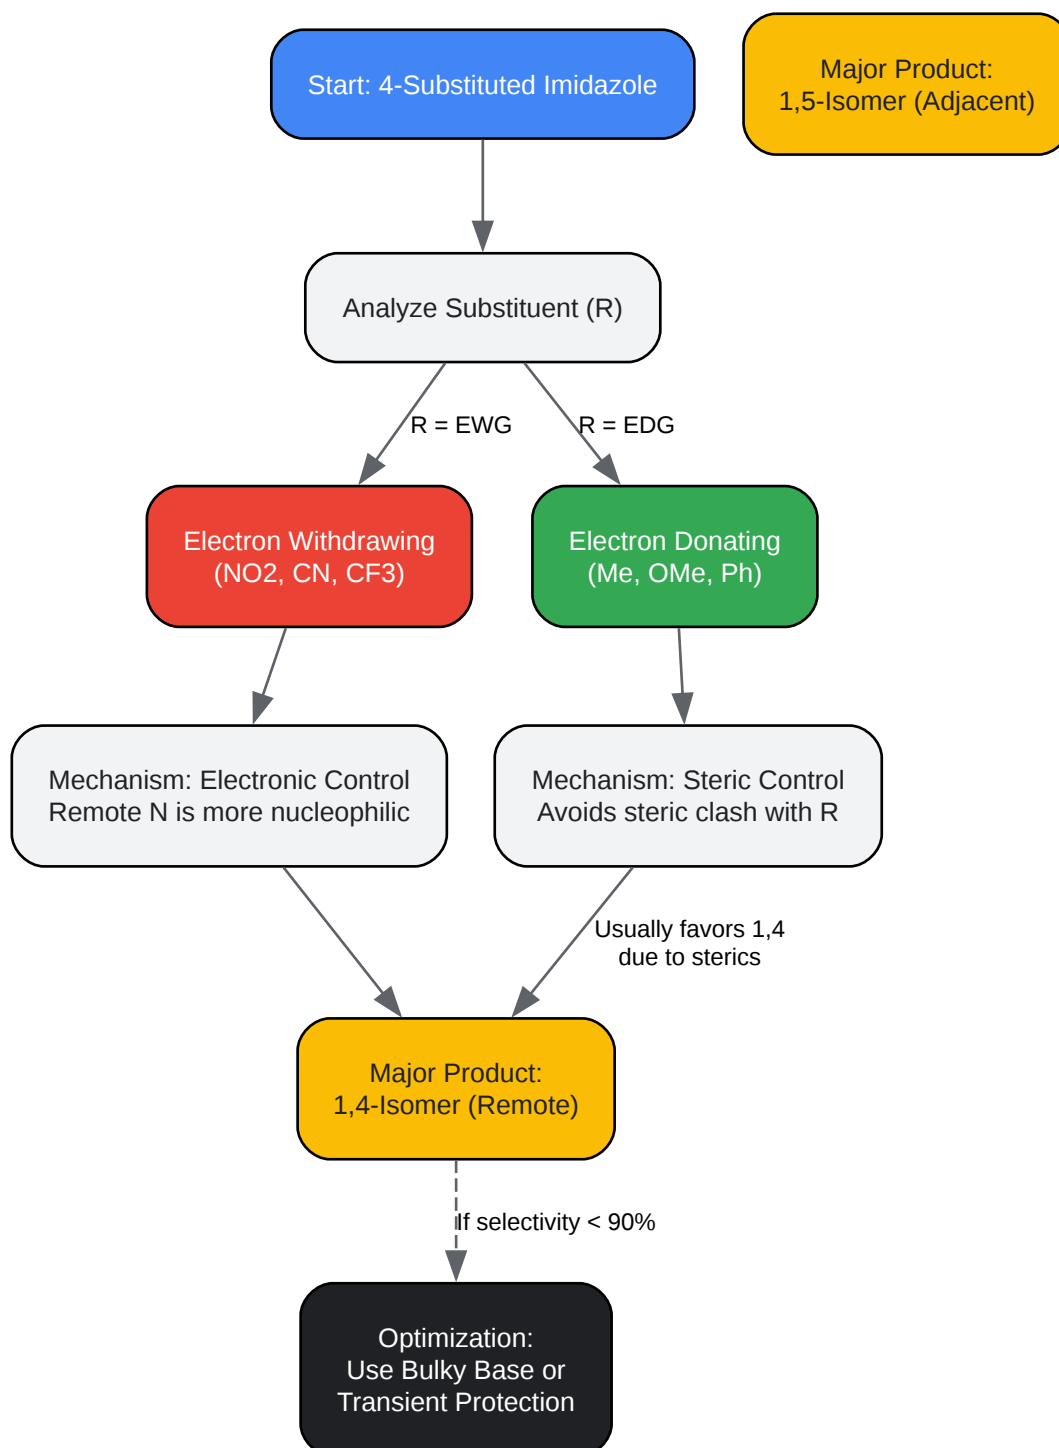 Start: 4-Substituted Imidazole
Major Product:
1,5-Isomer (Adjacent)
Analyze Substituent (R)
R = EWG
R = EDG
Electron Withdrawing
(NO2, CN, CF3)
Electron Donating
(Me, OMe, Ph)
Mechanism: Electronic Control
Remote N is more nucleophilic
Mechanism: Steric Control
Avoids steric clash with R
Usually favors 1,4
due to sterics
Major Product:
1,4-Isomer (Remote)
If selectivity < 90%
Optimization:
Use Bulky Base or
Transient Protection